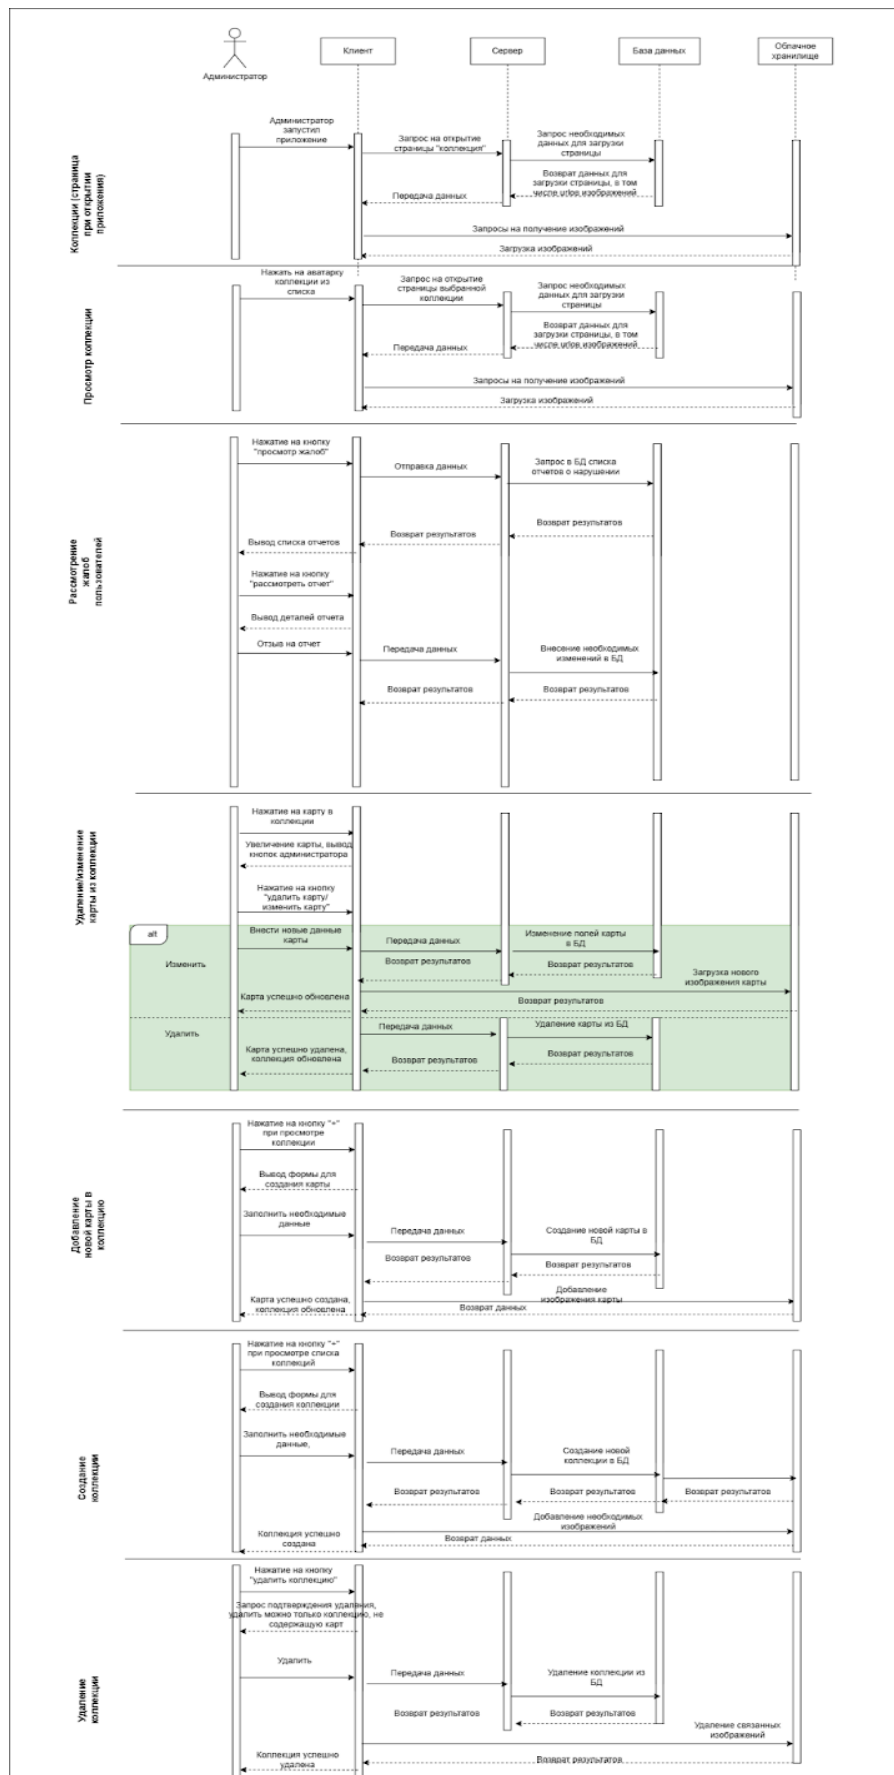 Администратор
Клиент
Сервер
База данных
Облачное
хранилище
Коллекции (страница
при открытии
приложения)
Администратор
запустил
приложение
Запрос на открытие
страницы "коллекция"
Запрос необходимых
данных для загрузки
страницы
Возврат данных для
загрузки страницы, в том
числе urlов изображений
Передача данных
Запросы на получение изображений
Загрузка изображений
Просмотр коллекции
Нажать на аватарку
коллекции из
списка
Запрос на открытие
страницы выбранной
коллекции
Запрос необходимых
данных для загрузки
страницы
Возврат данных для
загрузки страницы, в том
числе urlов изображений
Передача данных
Запросы на получение изображений
Загрузка изображений
Рассмотрение
жалоб
пользователей
Нажатие на кнопку
"просмотр жалоб"
Отправка данных
Запрос в БД списка
отчетов о нарушении
Возврат результатов
Возврат результатов
Вывод списка отчетов
Нажатие на кнопку
"рассмотреть отчет"
Вывод деталей отчета
Отзыв на отчет
Передача данных
Внесение необходимых
изменений в БД
Возврат результатов
Возврат результатов
Удаление/изменение
карты из коллекции
Нажатие на карту в
коллекции
Увеличение карты, вывод
кнопок администратора
Нажатие на кнопку
"удалить карту/
изменить карту"
alt
Изменить
Внести новые данные
карты
Передача данных
Изменение полей карты
в БД
Возврат результатов
Возврат результатов
Загрузка нового
изображения карты
Карта успешно обновлена
Возврат результатов
Удалить
Передача данных
Удаление карты из БД
Карта успешно удалена,
коллекция обновлена
Возврат результатов
Возврат результатов
Добавление
новой карты в
коллекцию
Нажатие на кнопку "+"
при просмотре
коллекции
Вывод формы для
создания карты
Заполнить необходимые
данные
Передача данных
Создание новой карты в
БД
Возврат результатов
Возврат результатов
Карта успешно создана,
коллекция обновлена
Добавление
изображения карты
Возврат данных
Создание
коллекции
Нажатие на кнопку "+"
при просмотре списка
коллекций
Вывод формы для
создания коллекции
Заполнить необходимые
данные,
Передача данных
Создание новой
коллекции в БД
Возврат результатов
Возврат результатов
Возврат результатов
Добавление необходимых
изображений
Коллекция успешно
создана
Возврат данных
Удаление
коллекции
Нажатие на кнопку
"удалить коллекцию"
Запрос подтверждения удаления,
удалить можно только коллекцию, не
содержащую карт
Удалить
Передача данных
Удаление коллекции из
БД
Возврат результатов
Возврат результатов
Удаление связанных
изображений
Коллекция успешно
удалена
Возврат результатов